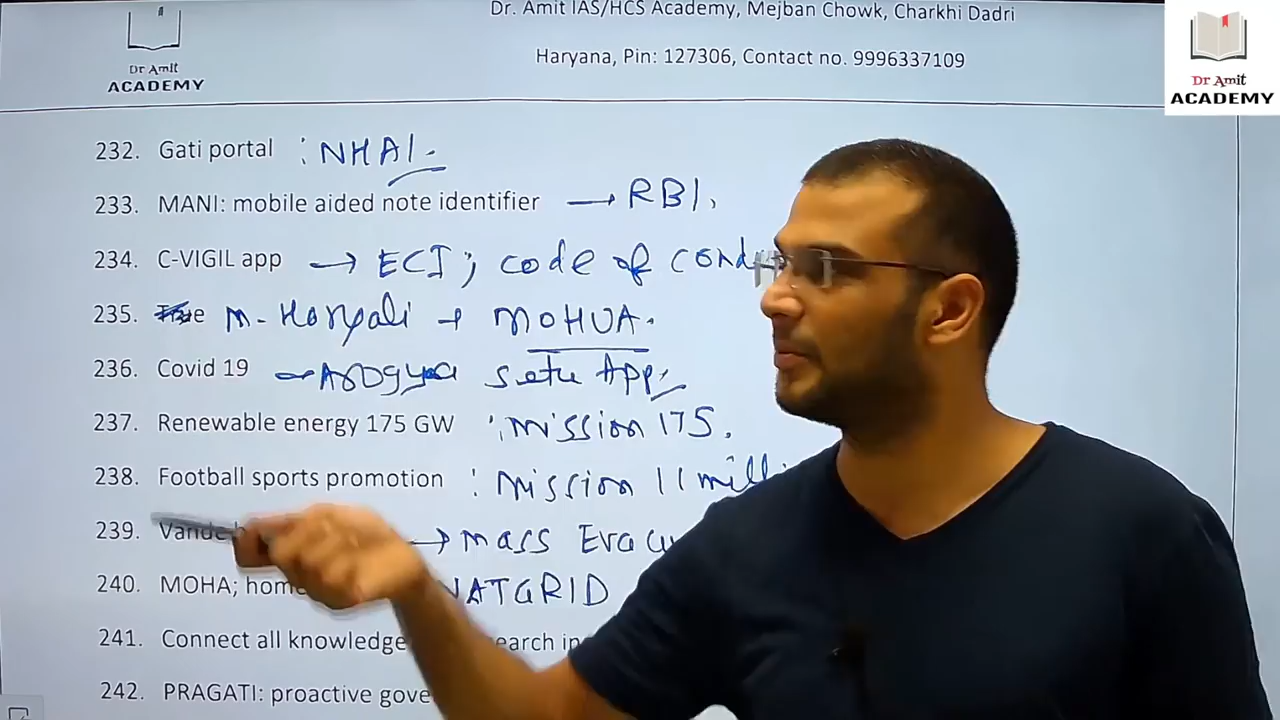 Dr. Amit IAS/HCS Academy, Mejban Chowk, Charkhi Dadri
Haryana, Pin: 127306, Contact no. 9996337109
Dr Amit
ACADEMY
Dr Amit
ACADEMY
232. Gati portal : NHAI.
233. MANI: mobile aided note identifier → RBI.
234. C-VIGIL app → ECI; code of cond
235. m-Haryali → MOHUA.
236. Covid 19 Arogya setu App
237. Renewable energy 175 GW : mission 175.
238. Football sports promotion : mission 11 milli
239. Vande → mass Evacu
240. MOHA; home NATGRID
241. Connect all knowledge
242. PRAGATI: proactive gove